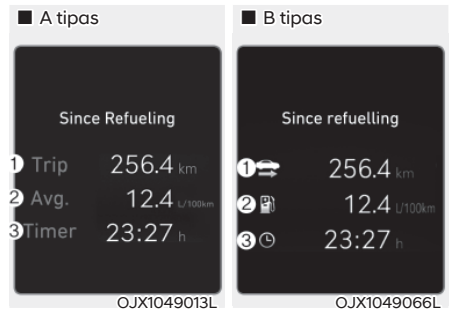 ■ A tipas
Since Refueling
1 Trip 256.4 km
2 Avg. 12.4 L/100km
3 Timer 23:27 h
OJX1049013L
■ B tipas
Since refuelling
1 256.4 km
2 12.4 L/100km
3 23:27 h
OJX1049066L